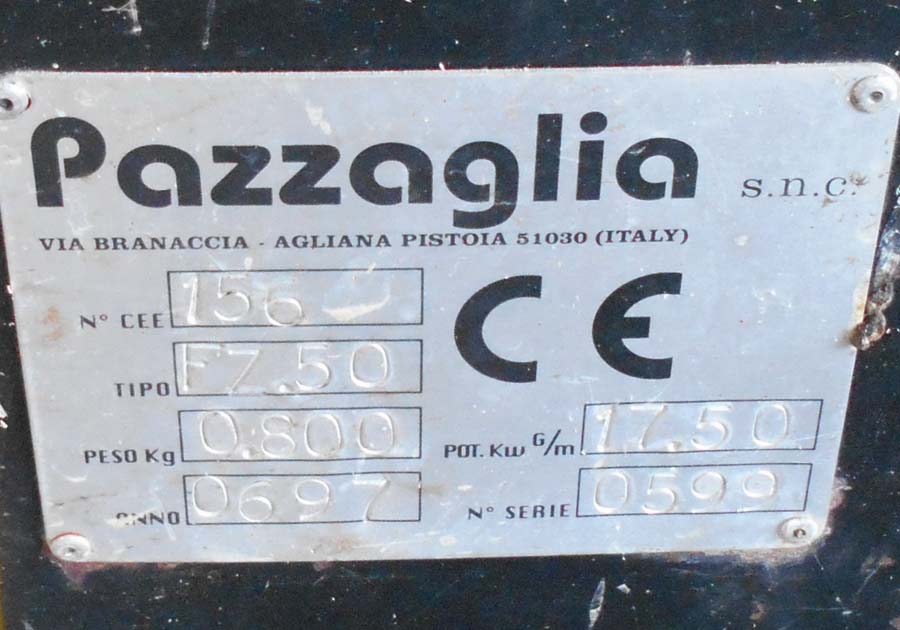 Pazzaglia s.n.c.
VIA BRANACCIA - AGLIANA PISTOIA 51030 (ITALY)
N° CEE 156
CE
TIPO FZ.50
PESO Kg 0.800
POT. Kw G/m 17.50
ANNO 0697
N° SERIE 0599